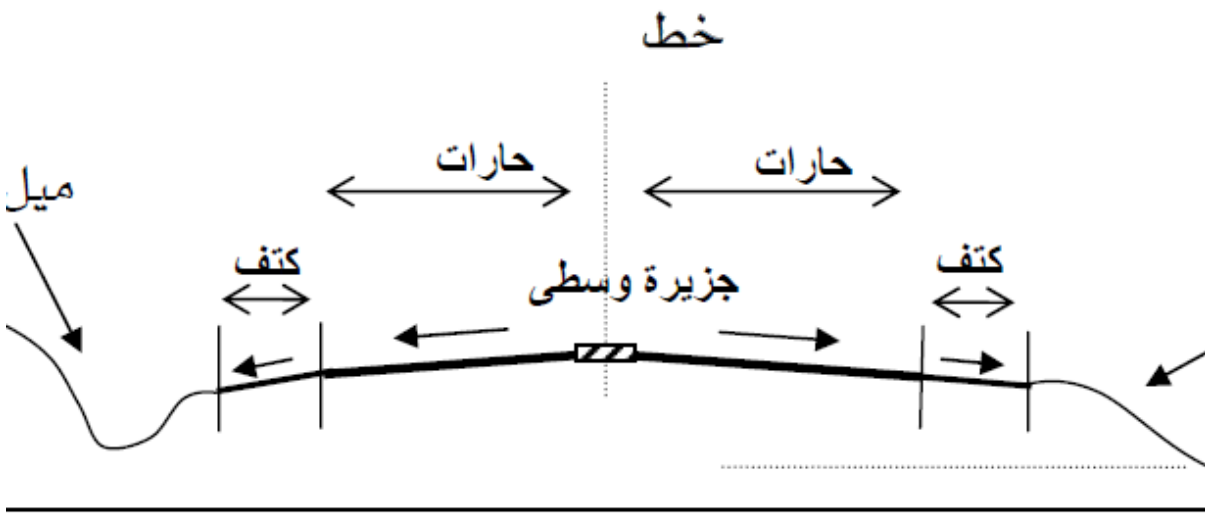 خط
حارات
حارات
ميل
كتف
كتف
جزيرة وسطى